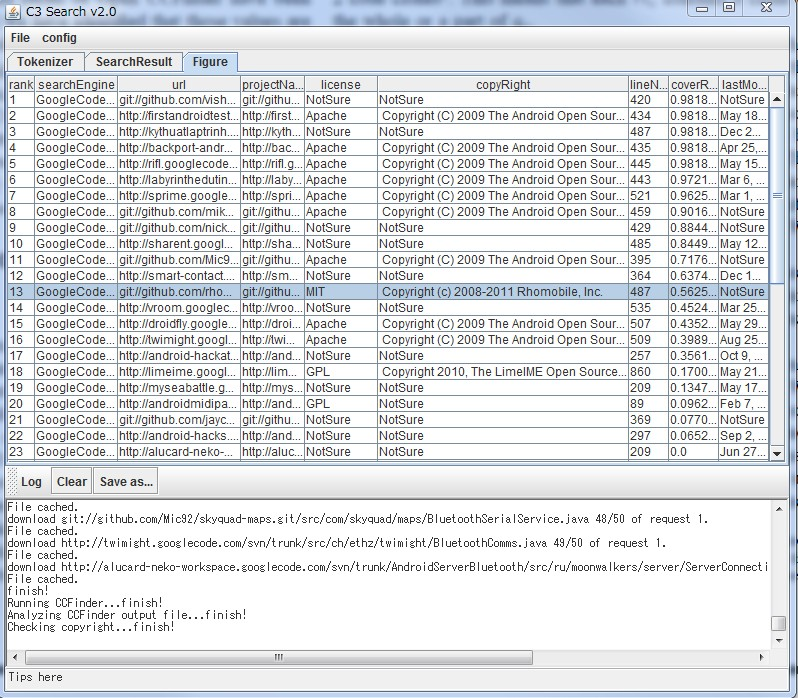 C3 Search v2.0
File config
Tokenizer SearchResult Figure
rank searchEngine url projectNa... license copyRight lineN... coverR... lastMo...
1 GoogleCode... git://github.com/vish... git://githu... NotSure NotSure 420 0.9818... NotSure
2 GoogleCode... http://firstandroidtest... http://first... Apache Copyright (C) 2009 The Android Open Sour... 434 0.9818... May 18...
3 GoogleCode... http://kythuatlaptrinh... http://kyth... NotSure NotSure 487 0.9818... Dec 2...
4 GoogleCode... http://backport-andr... http://bac... Apache Copyright (C) 2009 The Android Open Sour... 435 0.9818... Apr 25,...
5 GoogleCode... http://rifl.googlecode... http://rifl.g... Apache Copyright (C) 2009 The Android Open Sour... 445 0.9818... May 15...
6 GoogleCode... http://labyrinthedutin... http://laby... Apache Copyright (C) 2009 The Android Open Sour... 443 0.9721... Mar 6, ...
7 GoogleCode... http://sprime.google... http://spri... Apache Copyright (C) 2009 The Android Open Sour... 521 0.9625... Mar 1, ...
8 GoogleCode... git://github.com/mik... git://githu... Apache Copyright (C) 2009 The Android Open Sour... 459 0.9016... NotSure
9 GoogleCode... git://github.com/nick... git://githu... NotSure NotSure 429 0.8844... NotSure
10 GoogleCode... http://sharent.googl... http://sha... NotSure NotSure 485 0.8449... May 12...
11 GoogleCode... git://github.com/Mic9... git://githu... Apache Copyright (C) 2009 The Android Open Sour... 395 0.7176... NotSure
12 GoogleCode... http://smart-contact.... http://sm... NotSure NotSure 364 0.6374... Dec 1...
13 GoogleCode... git://github.com/rho... git://githu... MIT Copyright (c) 2008-2011 Rhomobile, Inc. 487 0.5625... NotSure
14 GoogleCode... http://vroom.googlec... http://vroo... NotSure NotSure 535 0.4524... Mar 25...
15 GoogleCode... http://droidfly.google... http://droi... Apache Copyright (C) 2009 The Android Open Sour... 507 0.4352... May 29...
16 GoogleCode... http://twimight.googl... http://twi... Apache Copyright (C) 2009 The Android Open Sour... 509 0.3989... Aug 25...
17 GoogleCode... http://android-hackat... http://and... NotSure NotSure 257 0.3561... Oct 9, ...
18 GoogleCode... http://limeime.googl... http://lim... GPL Copyright 2010, The LimeIME Open Source... 860 0.1700... May 21...
19 GoogleCode... http://myseabattle.g... http://mys... NotSure NotSure 209 0.1347... May 17...
20 GoogleCode... http://androidmidipa... http://and... GPL NotSure 89 0.0962... Feb 7, ...
21 GoogleCode... git://github.com/jayc... git://githu... NotSure NotSure 369 0.0770... NotSure
22 GoogleCode... http://android-hacks.... http://and... NotSure NotSure 297 0.0652... Sep 2, ...
23 GoogleCode... http://alucard-neko-... http://aluc... NotSure NotSure 209 0.0 Jun 27...
Log Clear Save as...
File cached.
download git://github.com/Mic92/skyquad-maps.git/src/com/skyquad/maps/BluetoothSerialService.java 48/50 of request 1.
File cached.
download http://twimight.googlecode.com/svn/trunk/src/ch/ethz/twimight/BluetoothComms.java 49/50 of request 1.
File cached.
download http://alucard-neko-workspace.googlecode.com/svn/trunk/AndroidServerBluetooth/src/ru/moonwalkers/server/ServerConnecti
File cached.
finish!
Running CCFinder...finish!
Analyzing CCFinder output file...finish!
Checking copyright...finish!
Tips here